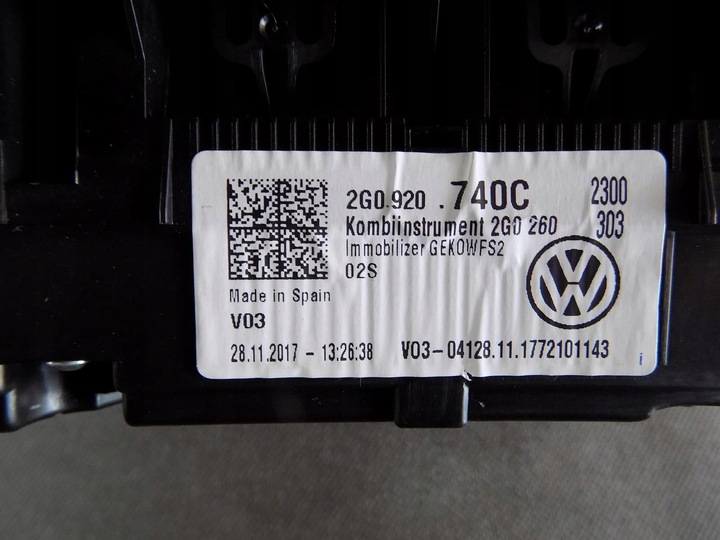 2G0.920 .740C 2300
Kombiinstrument 2G0 260 303
Immobilizer GEKOWFS2
02S
Made in Spain
V03
28.11.2017 - 13:26:38 V03-04128.11.1772101143 i